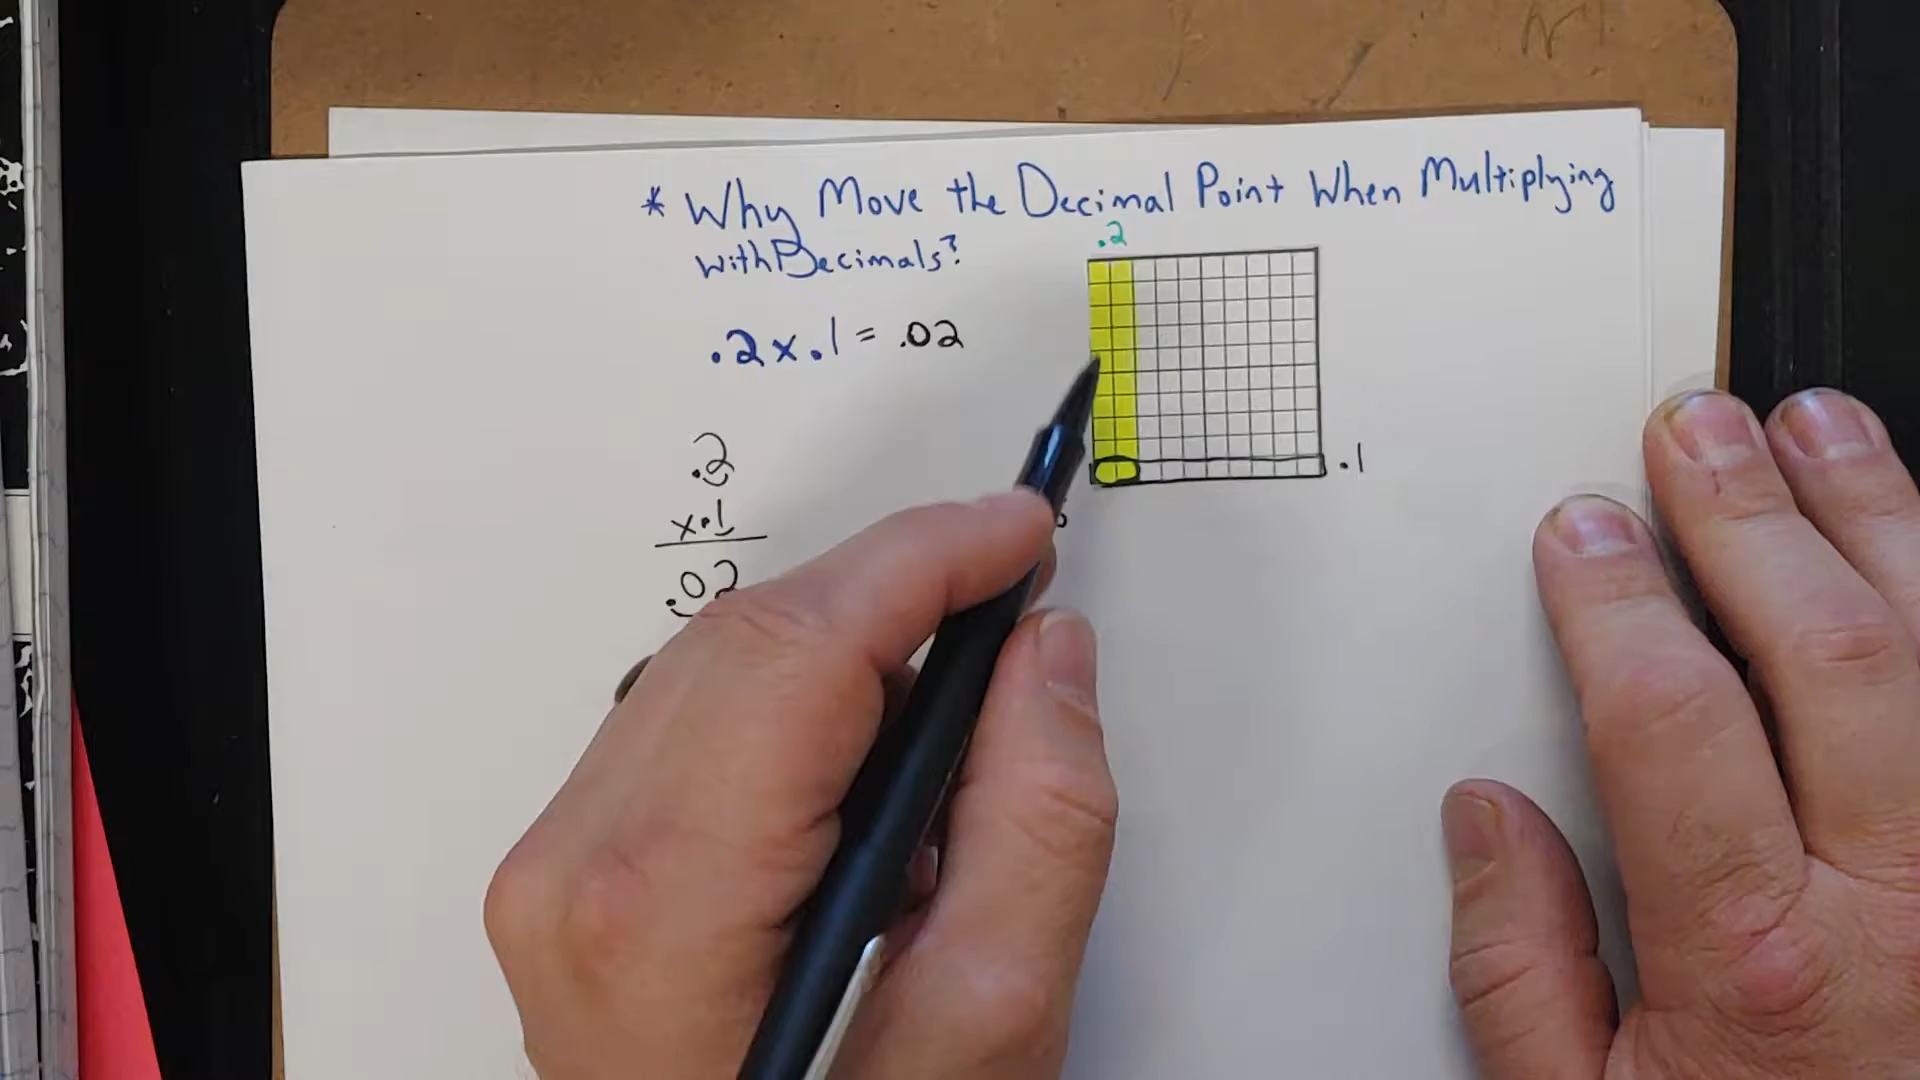 * Why Move the Decimal Point When Multiplying
with Decimals?
.2
.2 x .1 = .02
.1
.2
x.1
.02